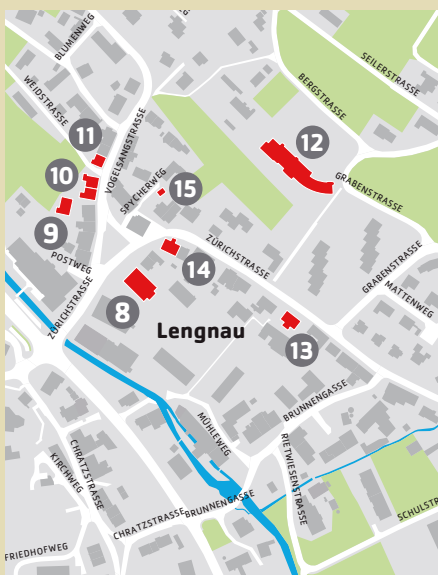 BLUMENWEG
SEILERSTRASSE
WEIDSTRASSE
BERGSTRASSE
VOGELSANGSTRASSE
11
12
10
SPYCHERWEG
15
GRABENSTRASSE
9
ZÜRICHSTRASSE
POSTWEG
14
GRABENSTRASSE
MATTENWEG
8
ZÜRICHSTRASSE
Lengnau
13
BRUNNENGASSE
MÜHLEWEG
CHRATZSTRASSE
RIETWIESENSTRASSE
KIRCHWEG
BRUNNENGASSE
CHRATZSTRASSE
SCHULST
FRIEDHOFWEG